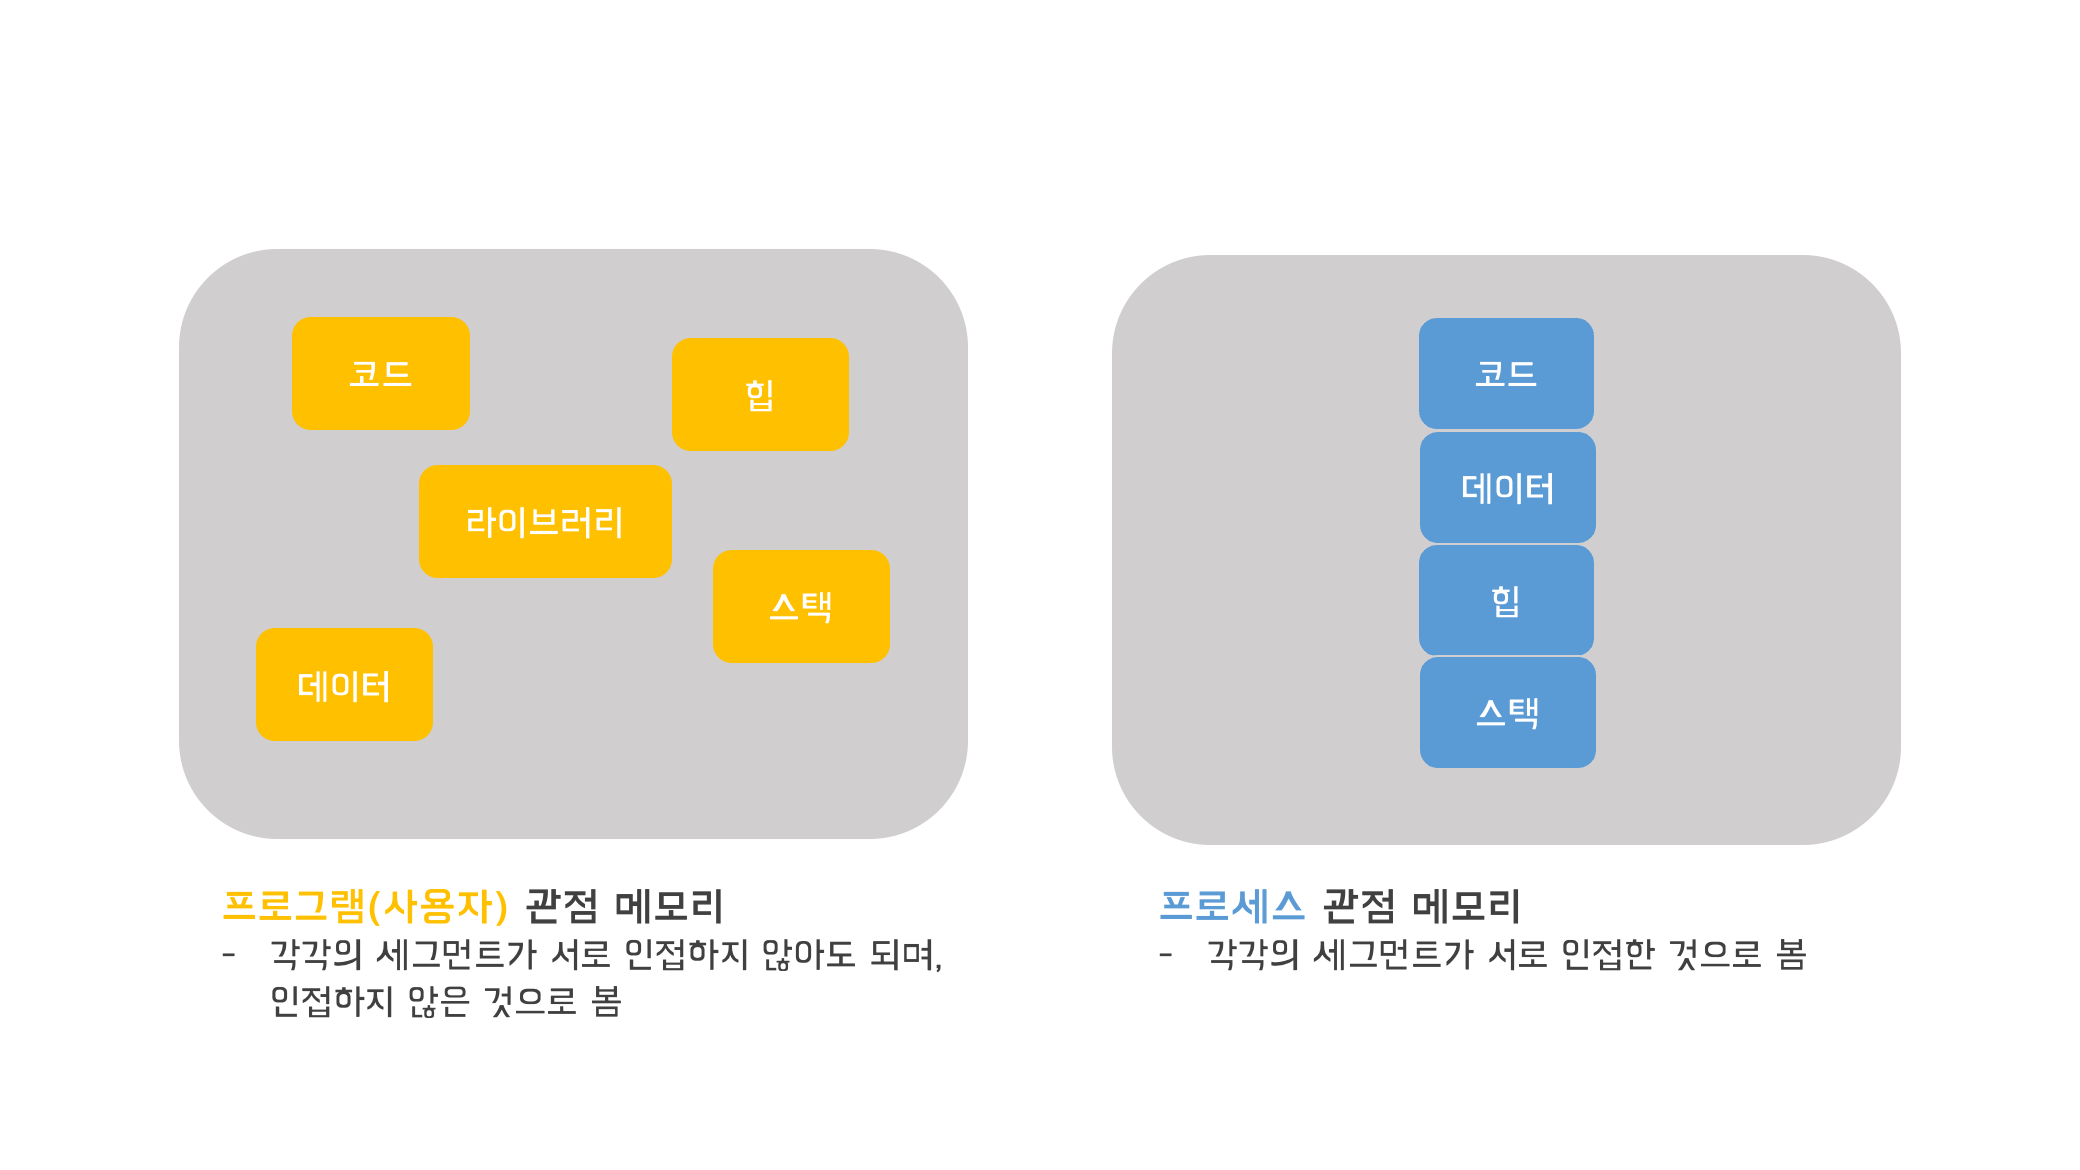 코드
힙
라이브러리
스택
데이터
프로그램(사용자) 관점 메모리
- 각각의 세그먼트가 서로 인접하지 않아도 되며,
인접하지 않은 것으로 봄
코드
데이터
힙
스택
프로세스 관점 메모리
- 각각의 세그먼트가 서로 인접한 것으로 봄